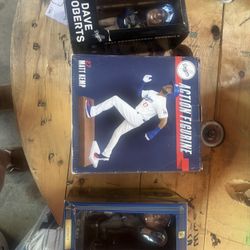 DAVE
ROBERTS
ACTION FIGURINE
27
MATT KEMP